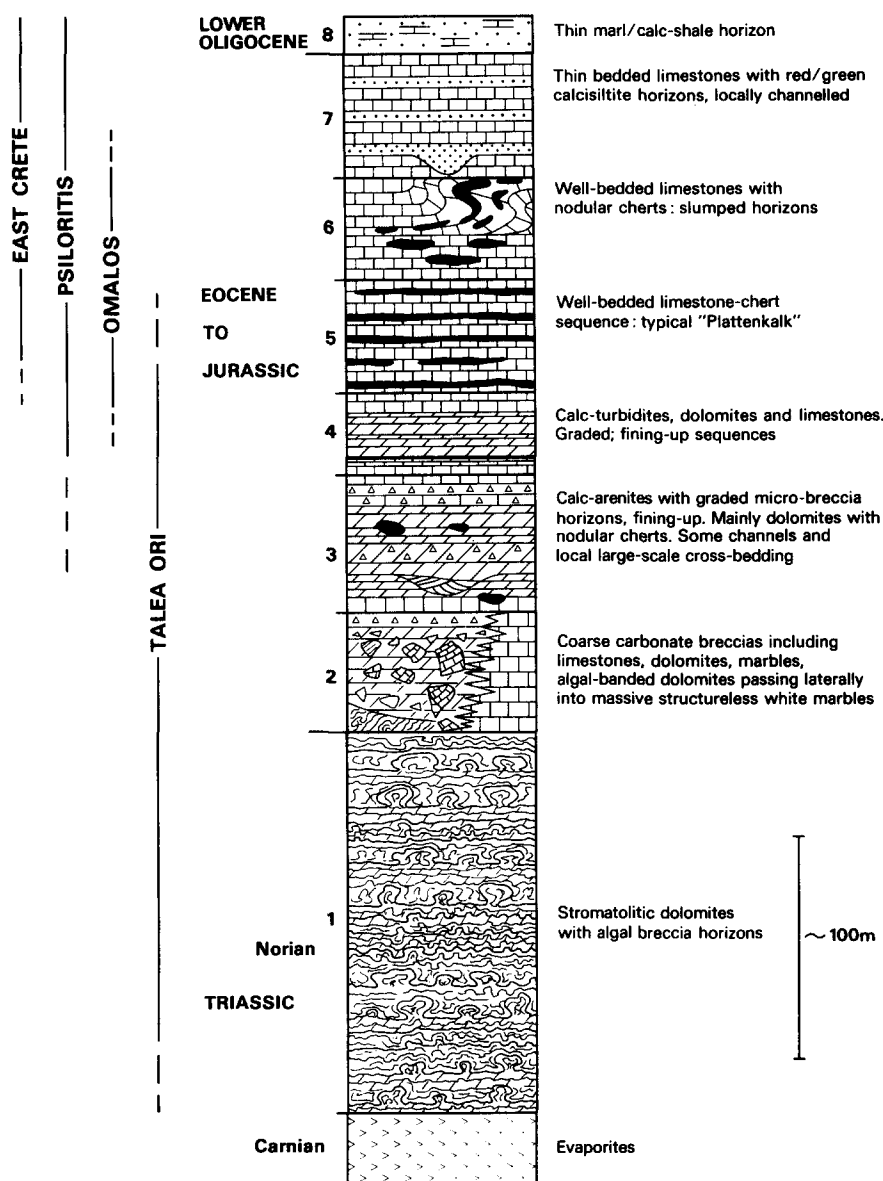 LOWER
OLIGOCENE
8
Thin marl/calc-shale horizon
7
Thin bedded limestones with red/green
calcisiltite horizons, locally channelled
EAST CRETE
PSILORITIS
OMALOS
6
Well-bedded limestones with
nodular cherts : slumped horizons
EOCENE
TO
JURASSIC
5
Well-bedded limestone-chert
sequence : typical "Plattenkalk"
TALEA ORI
4
Calc-turbidites, dolomites and limestones.
Graded; fining-up sequences
3
Calc-arenites with graded micro-breccia
horizons, fining-up. Mainly dolomites with
nodular cherts. Some channels and
local large-scale cross-bedding
2
Coarse carbonate breccias including
limestones, dolomites, marbles,
algal-banded dolomites passing laterally
into massive structureless white marbles
1
Norian
TRIASSIC
Stromatolitic dolomites
with algal breccia horizons
~100m
Carnian
Evaporites